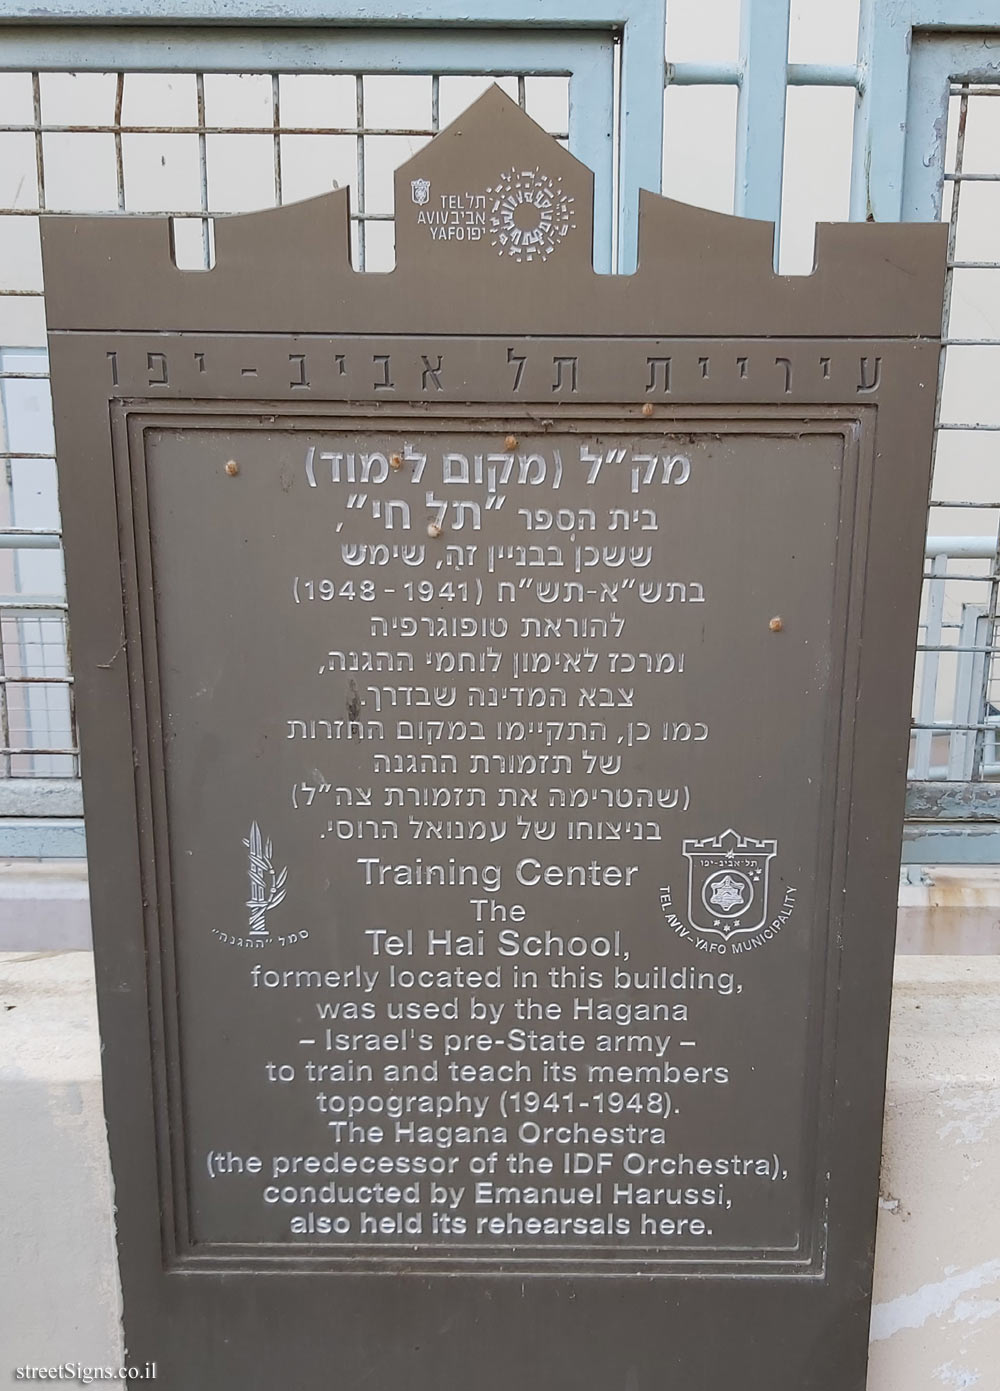 TEL תל
AVIV אביב
YAFO יפו
עיריית תל אביב - יפו
מק״ל (מקום לימוד)
בית הספר ״תל חי״,
ששכן בבניין זה, שימש
בתש״א-תש״ח (1941-1948)
להוראת טופוגרפיה
ומרכז לאימון לוחמי ההגנה,
צבא המדינה שבדרך.
כמו כן, התקיימו במקום החזרות
של תזמורת ההגנה
(שהטרימה את תזמורת צה״ל)
בניצוחו של עמנואל הרוסי.
סמל ״ההגנה״
תל-אביב-יפו
TEL AVIV-YAFO MUNICIPALITY
Training Center
The
Tel Hai School,
formerly located in this building,
was used by the Hagana
– Israel's pre-State army –
to train and teach its members
topography (1941-1948).
The Hagana Orchestra
(the predecessor of the IDF Orchestra),
conducted by Emanuel Harussi,
also held its rehearsals here.
streetSigns.co.il